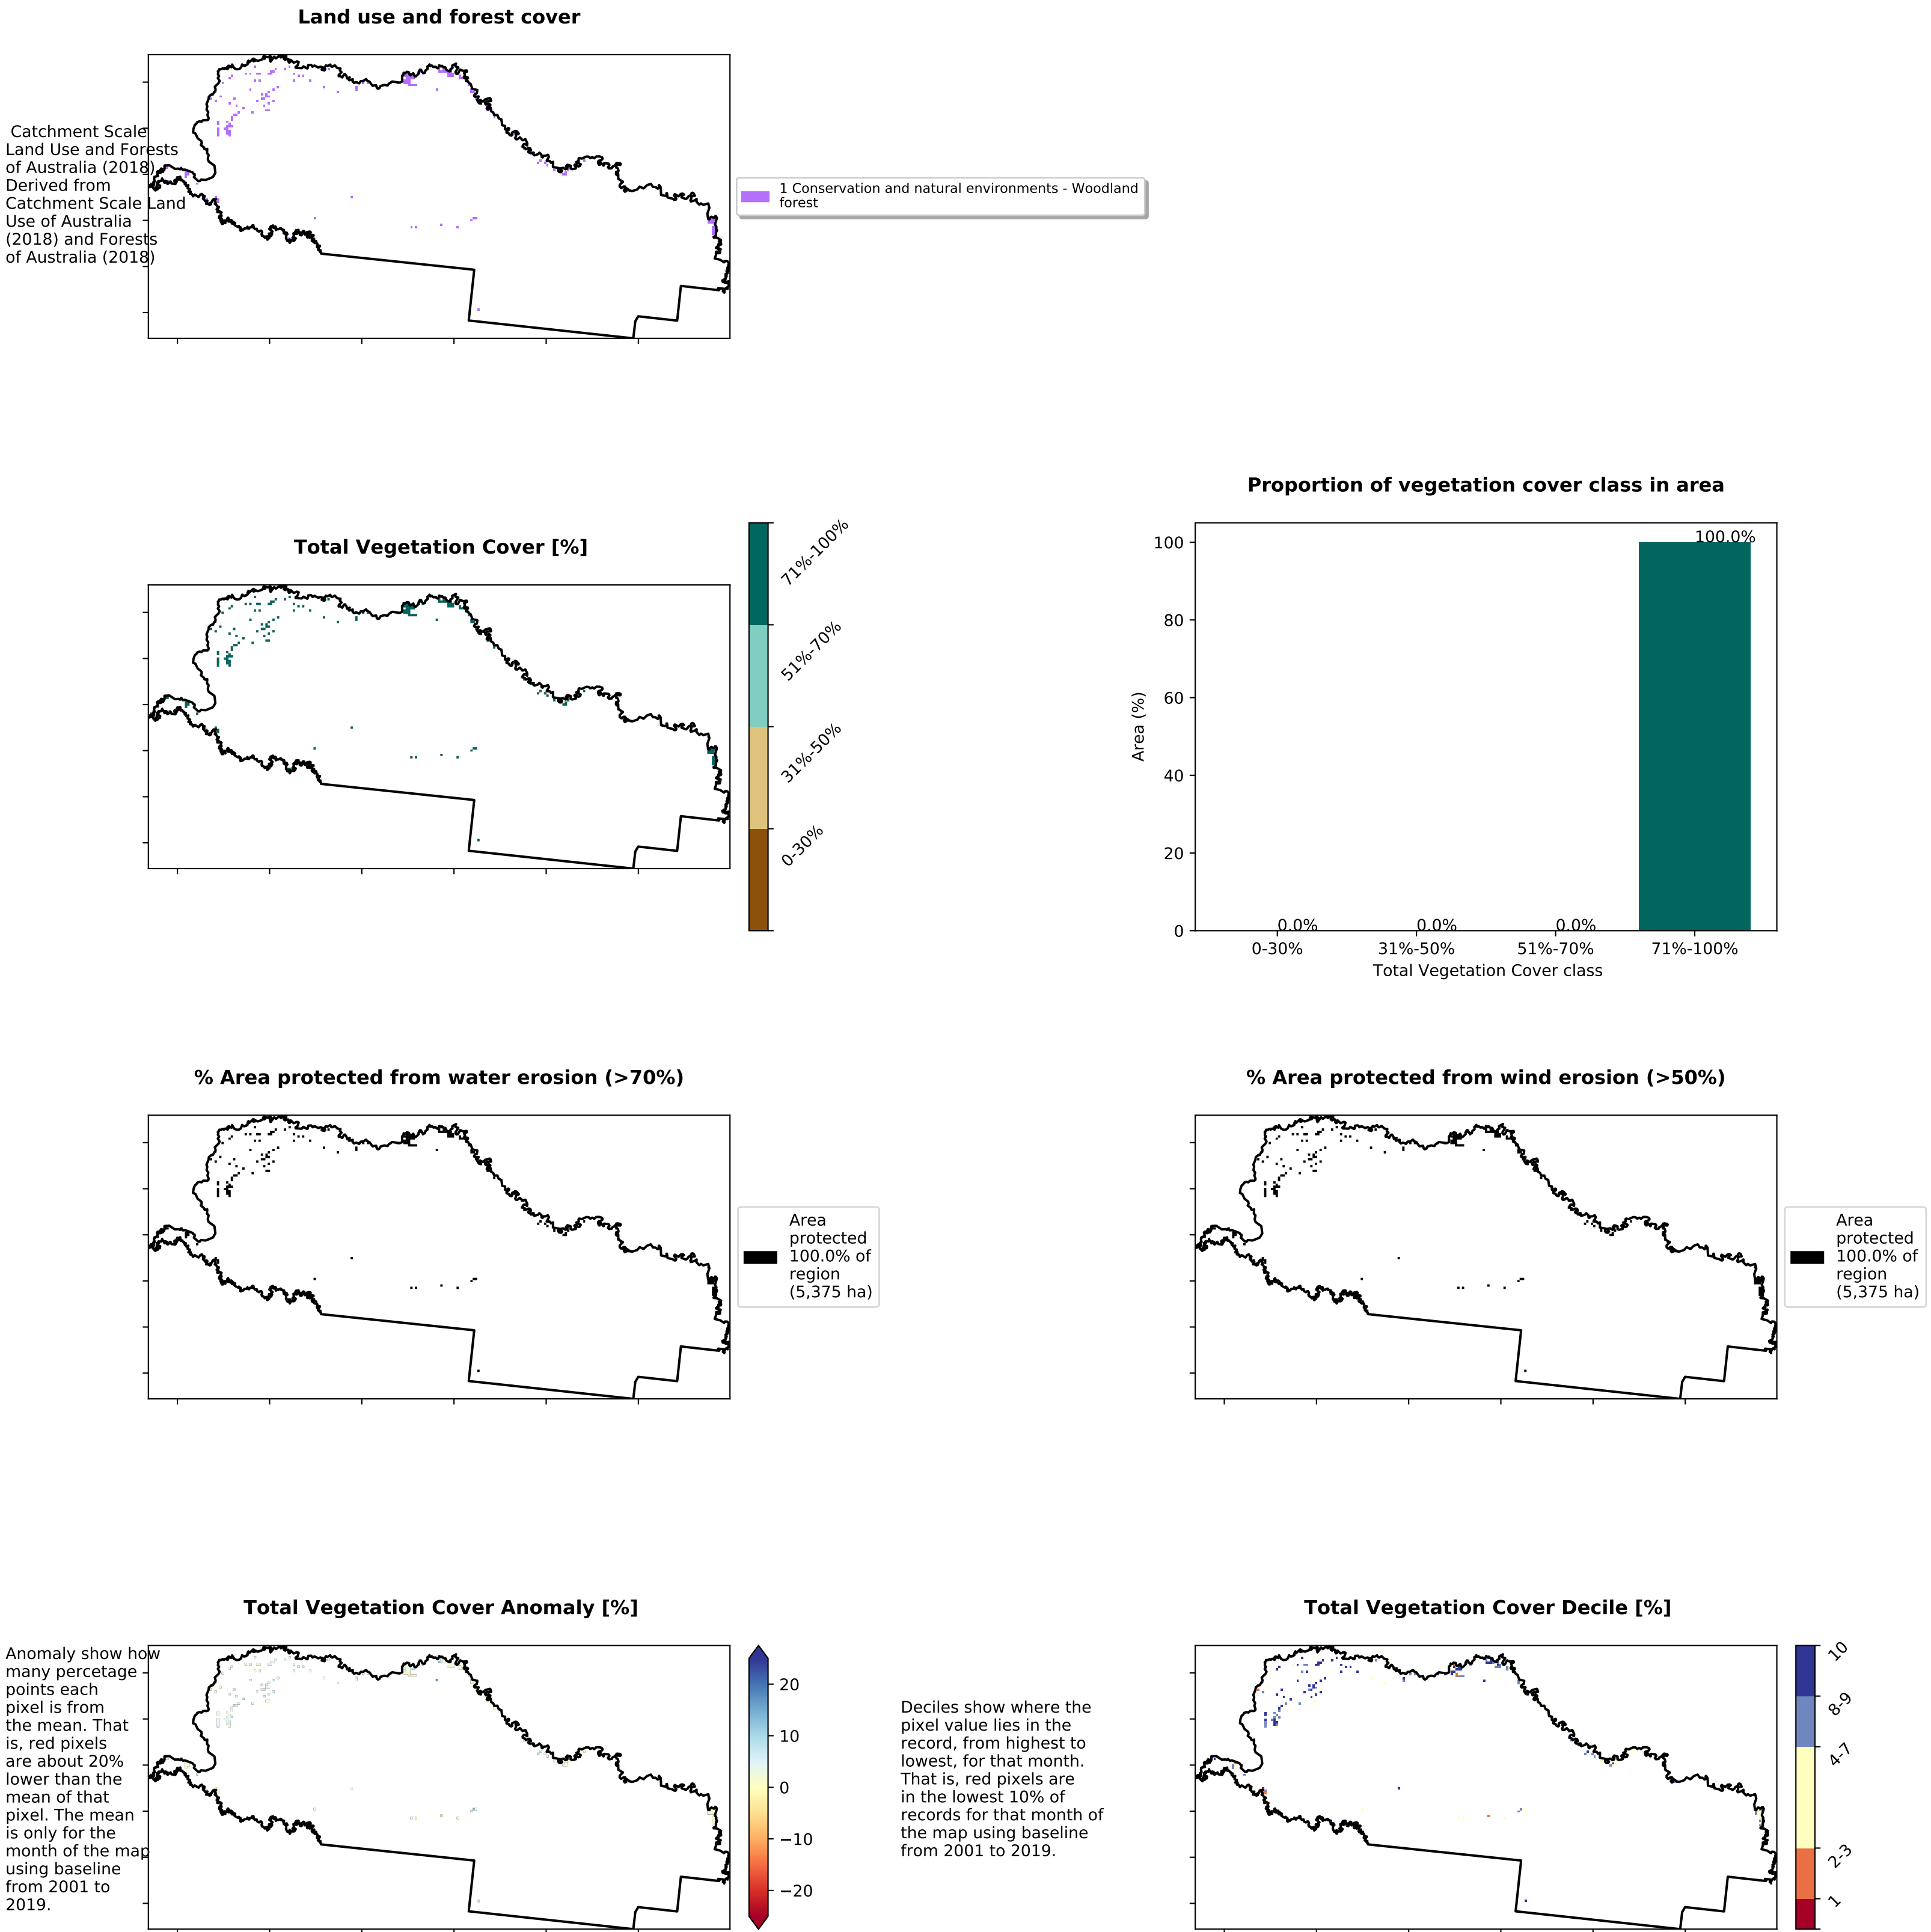 Land use and forest cover
Catchment Scale
Land Use and Forests
of Australia (2018)
Derived from
Catchment Scale Land
Use of Australia
(2018) and Forests
of Australia (2018)
1 Conservation and natural environments - Woodland
forest
Total Vegetation Cover [%]
71%-100%
51%-70%
31%-50%
0-30%
Proportion of vegetation cover class in area
Area (%)
100
80
60
40
20
0
0.0%
0.0%
0.0%
100.0%
0-30%
31%-50%
51%-70%
71%-100%
Total Vegetation Cover class
% Area protected from water erosion (>70%)
Area
protected
100.0% of
region
(5,375 ha)
% Area protected from wind erosion (>50%)
Area
protected
100.0% of
region
(5,375 ha)
Total Vegetation Cover Anomaly [%]
Anomaly show how
many percetage
points each
pixel is from
the mean. That
is, red pixels
are about 20%
lower than the
mean of that
pixel. The mean
is only for the
month of the map
using baseline
from 2001 to
2019.
20
10
0
−10
−20
Total Vegetation Cover Decile [%]
Deciles show where the
pixel value lies in the
record, from highest to
lowest, for that month.
That is, red pixels are
in the lowest 10% of
records for that month of
the map using baseline
from 2001 to 2019.
10
8-9
4-7
2-3
1